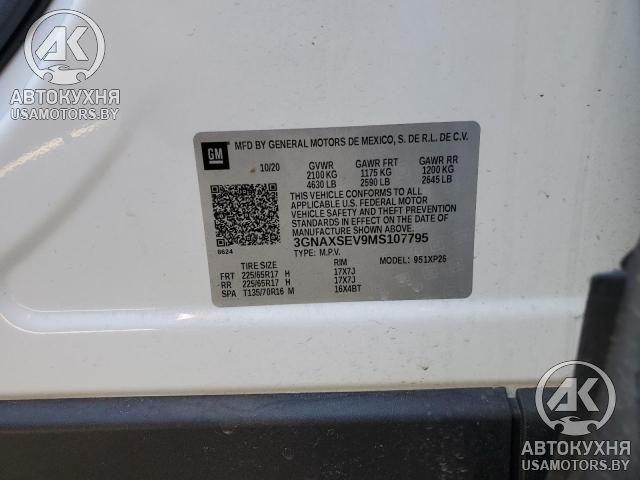 AK
АВТОКУХНЯ
USAMOTORS.BY
GM
MFD BY GENERAL MOTORS DE MEXICO, S. DE R.L. DE C.V.
10/20 GVWR GAWR FRT GAWR RR
2100 KG 1175 KG 1200 KG
4630 LB 2590 LB 2645 LB
THIS VEHICLE CONFORMS TO ALL
APPLICABLE U.S. FEDERAL MOTOR
VEHICLE SAFETY AND THEFT PREVENTION
STANDARDS IN EFFECT ON THE DATE OF
MANUFACTURE SHOWN ABOVE.
8624 3GNAXSEV9MS107795
TYPE: M.P.V. MODEL: 951XP26
TIRE SIZE RIM
FRT 225/65R17 H 17X7J
RR 225/65R17 H 17X7J
SPA T135/70R16 M 16X4BT
AK
АВТОКУХНЯ
USAMOTORS.BY